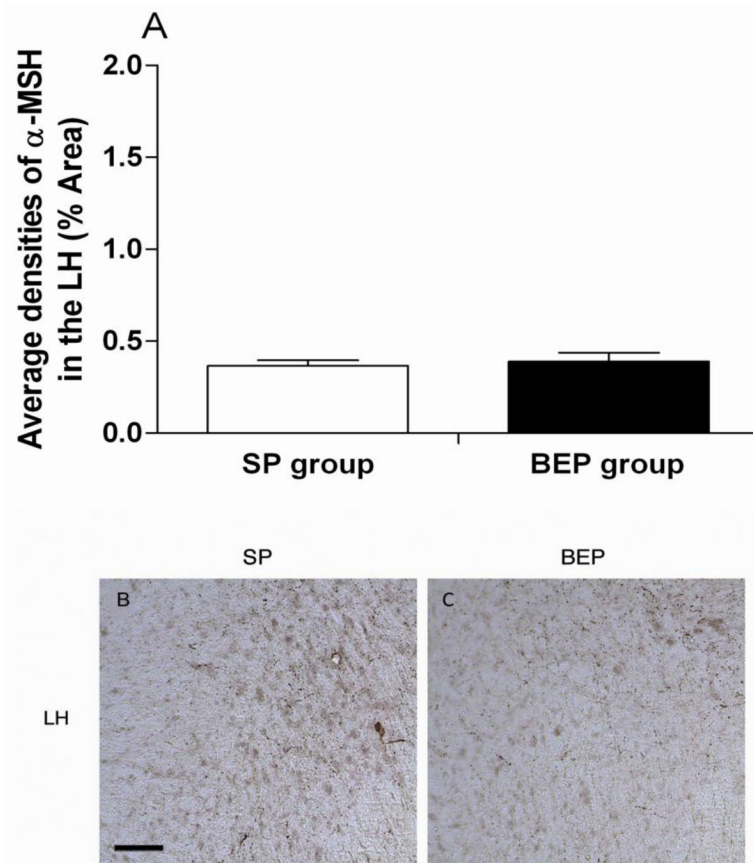 A
Average densities of α-MSH
in the LH (% Area)
2.0
1.5
1.0
0.5
0.0
SP group
BEP group
SP
BEP
B
C
LH